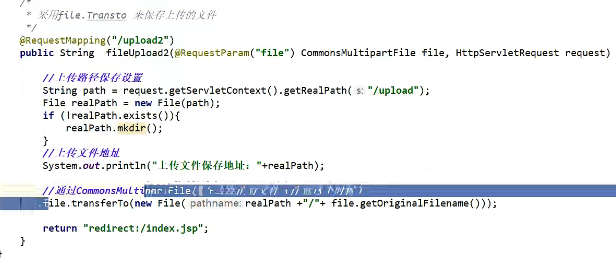 /*
* 采用file.Transto 来保存上传的文件
*/
@RequestMapping("/upload2")
public String fileUpload2(@RequestParam("file") CommonsMultipartFile file, HttpServletRequest request)
//上传路径保存设置
String path = request.getServletContext().getRealPath( s: "/upload");
File realPath = new File(path);
if (!realPath.exists()){
realPath.mkdir();
}
//上传文件地址
System.out.println("上传文件保存地址："+realPath);
//通过CommonsMultipartFile
file.transferTo(new File( pathname: realPath +"/"+ file.getOriginalFilename()));
return "redirect:/index.jsp";
}
}